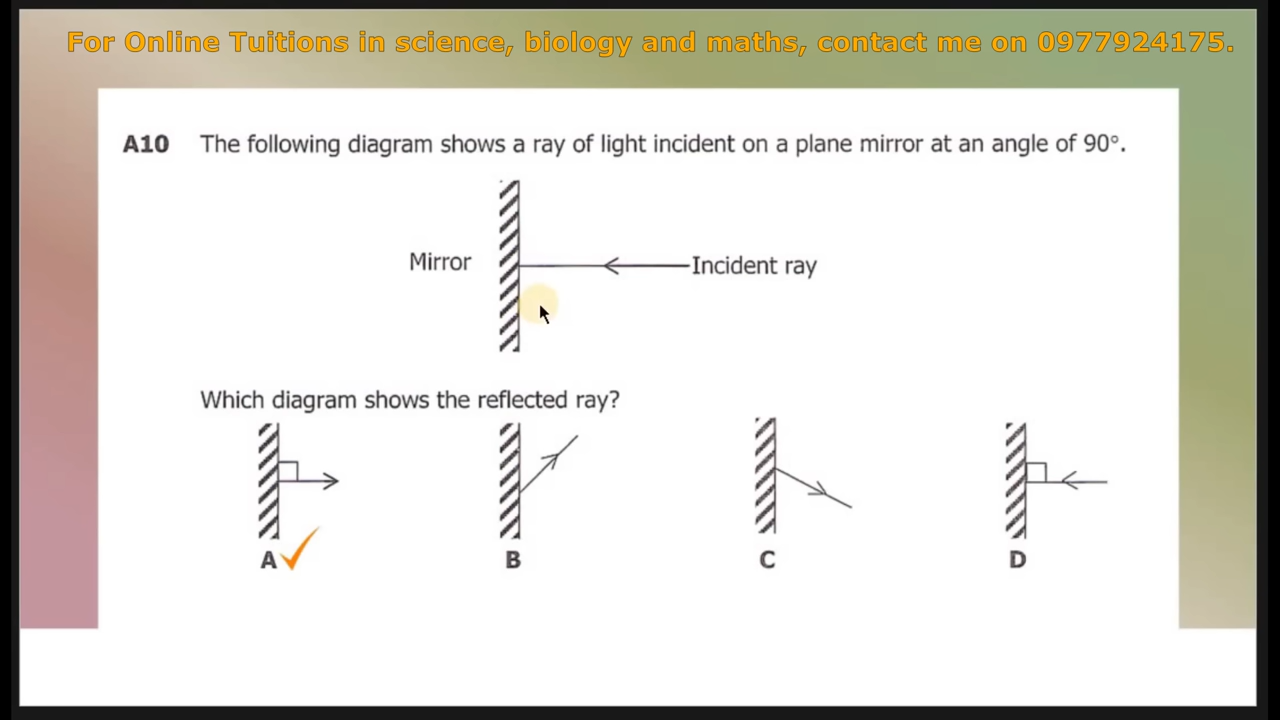 For Online Tuitions in science, biology and maths, contact me on 0977924175.
A10 The following diagram shows a ray of light incident on a plane mirror at an angle of 90°.
Mirror
Incident ray
Which diagram shows the reflected ray?
A
B
C
D